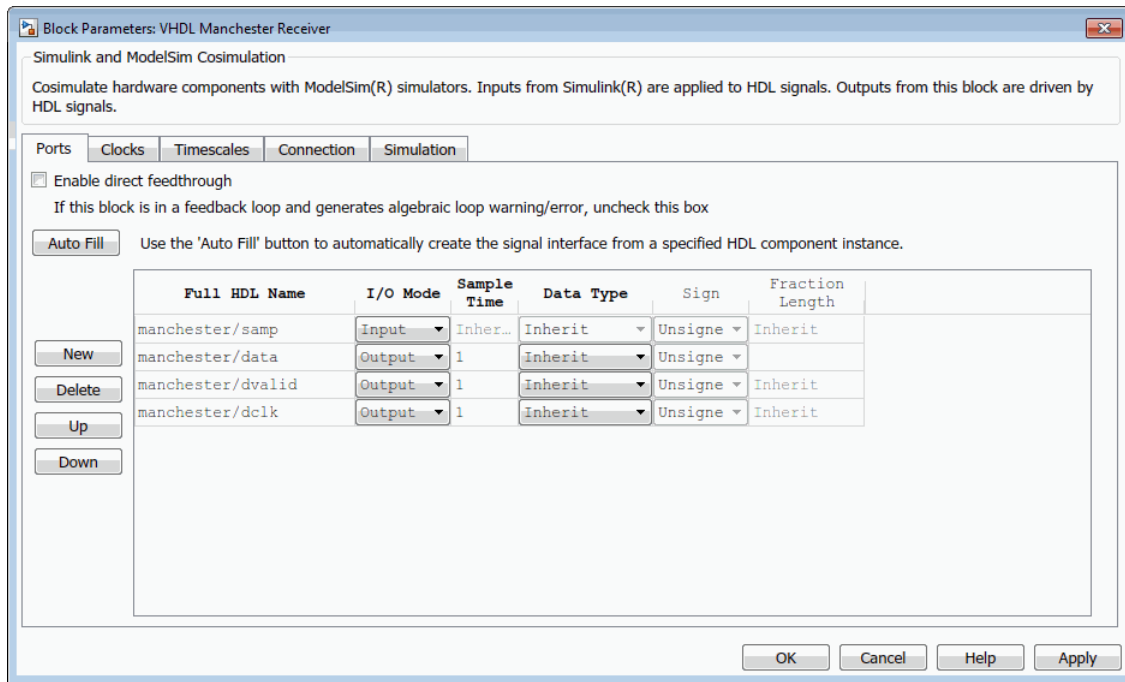 Block Parameters: VHDL Manchester Receiver
Simulink and ModelSim Cosimulation
Cosimulate hardware components with ModelSim(R) simulators. Inputs from Simulink(R) are applied to HDL signals. Outputs from this block are driven by
HDL signals.
Ports Clocks Timescales Connection Simulation
Enable direct feedthrough
If this block is in a feedback loop and generates algebraic loop warning/error, uncheck this box
Auto Fill Use the 'Auto Fill' button to automatically create the signal interface from a specified HDL component instance.
Full HDL Name I/O Mode Sample Time Data Type Sign Fraction Length
manchester/samp Input Inher... Inherit Unsigne Inherit
New manchester/data Output 1 Inherit Unsigne
Delete manchester/dvalid Output 1 Inherit Unsigne Inherit
manchester/dclk Output 1 Inherit Unsigne Inherit
Up
Down
OK Cancel Help Apply